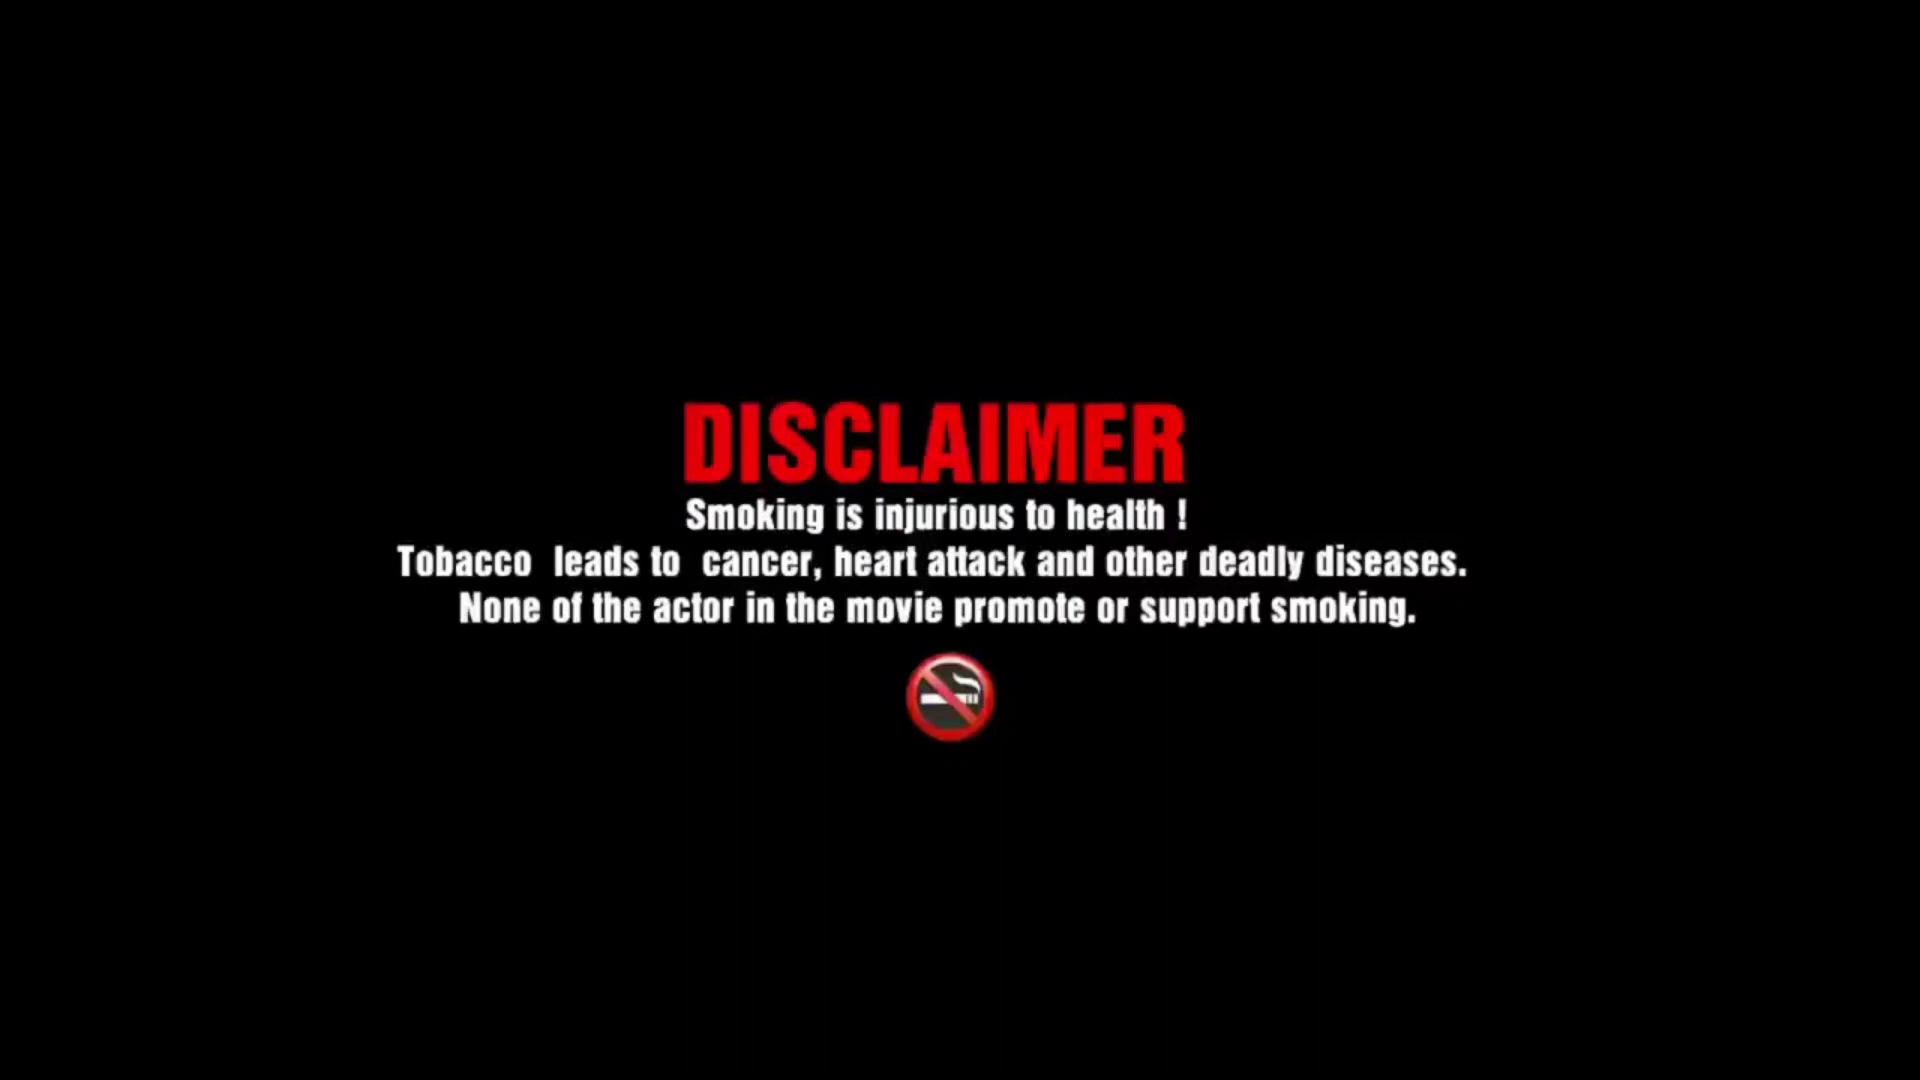 DISCLAIMER
Smoking is injurious to health !
Tobacco leads to cancer, heart attack and other deadly diseases.
None of the actor in the movie promote or support smoking.